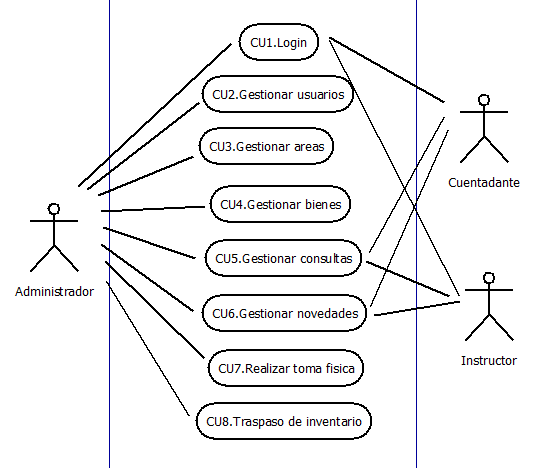 CU1.Login
CU2.Gestionar usuarios
CU3.Gestionar areas
CU4.Gestionar bienes
CU5.Gestionar consultas
CU6.Gestionar novedades
CU7.Realizar toma fisica
CU8.Traspaso de inventario
Administrador
Cuentadante
Instructor